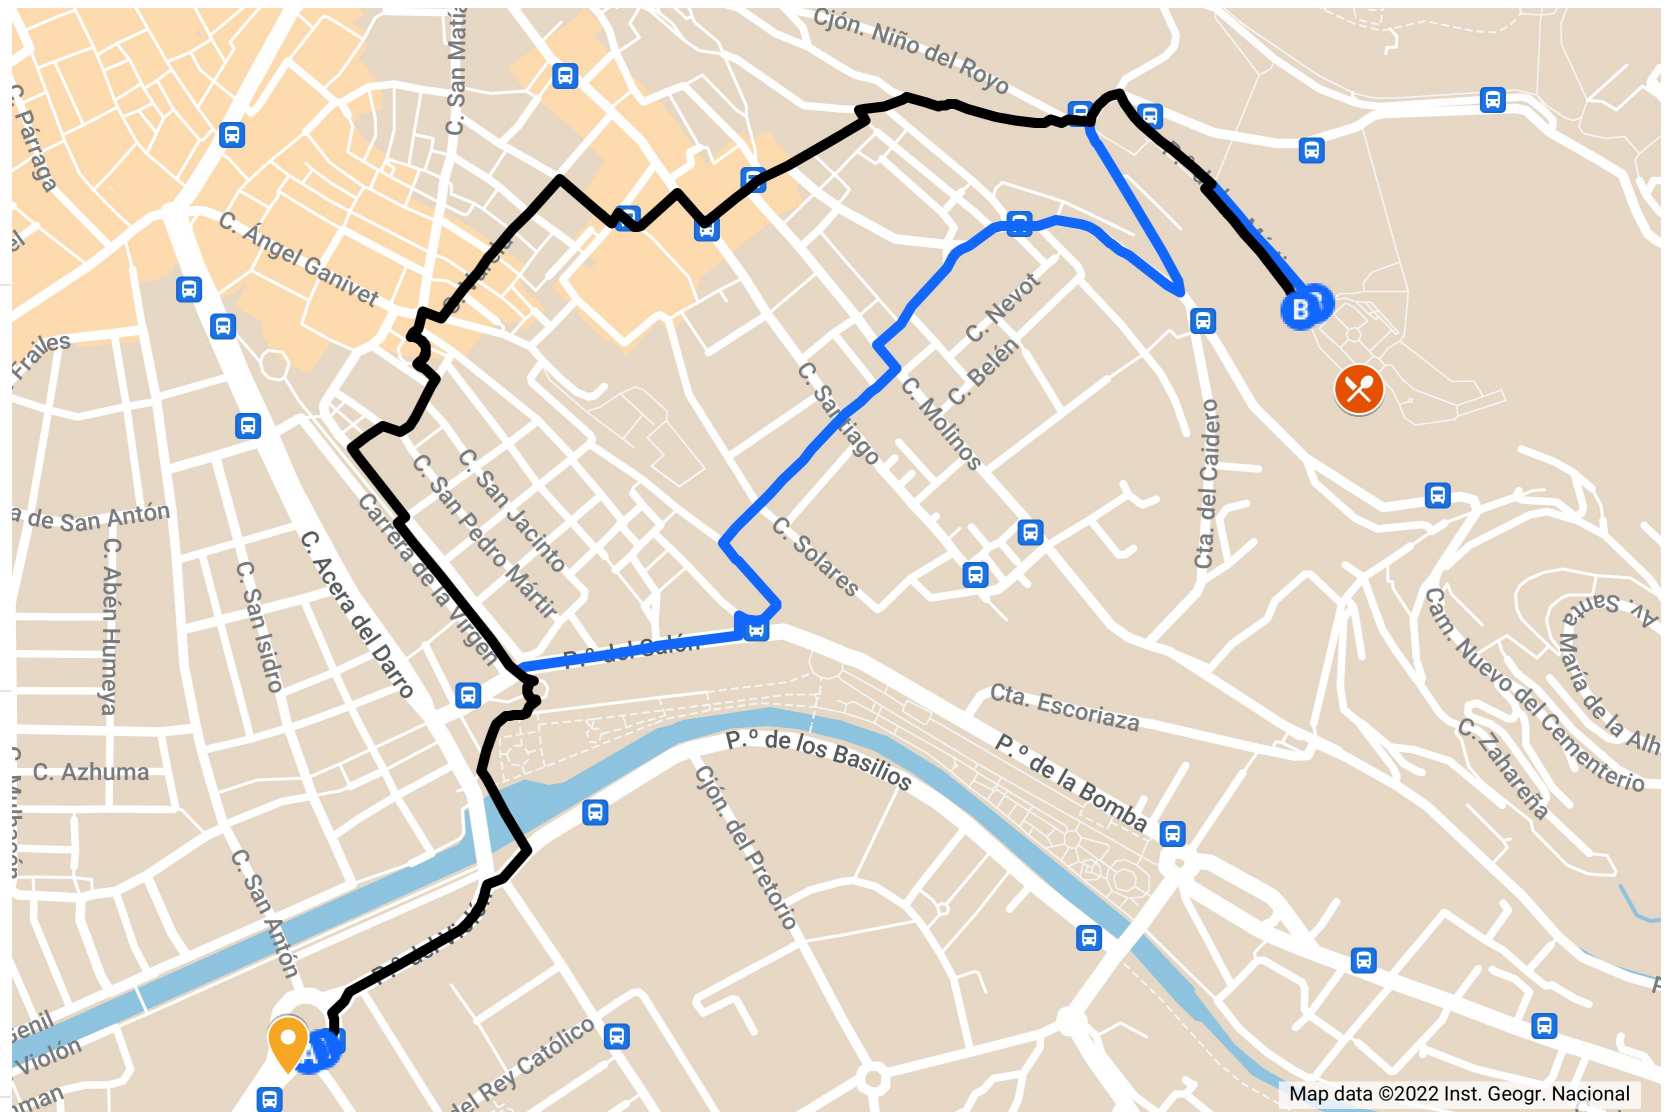 Cjón. Niño del Royo
C. San Matía
C. Párraga
C. Ángel Ganivet
C. Nevot
C. Belén
Frailes
C. Santiago
C. Molinos
Cta. del Caidero
a de San Antón
C. San Jacinto
C. San Pedro Mártir
Carrera de la Virgen
C. Acera del Darro
C. Abén Humeya
C. San Isidro
C. Solares
P.º del Salón
Av. Santa
María de la Alh
Cam. Nuevo del Cementerio
C. Zahareña
Cta. Escoriaza
P.º de la Bomba
P.º de los Basilios
C. Azhuma
Cjón. del Pretorio
C. San Antón
Genil
Violón
del Rey Católico
B
A
Map data ©2022 Inst. Geogr. Nacional